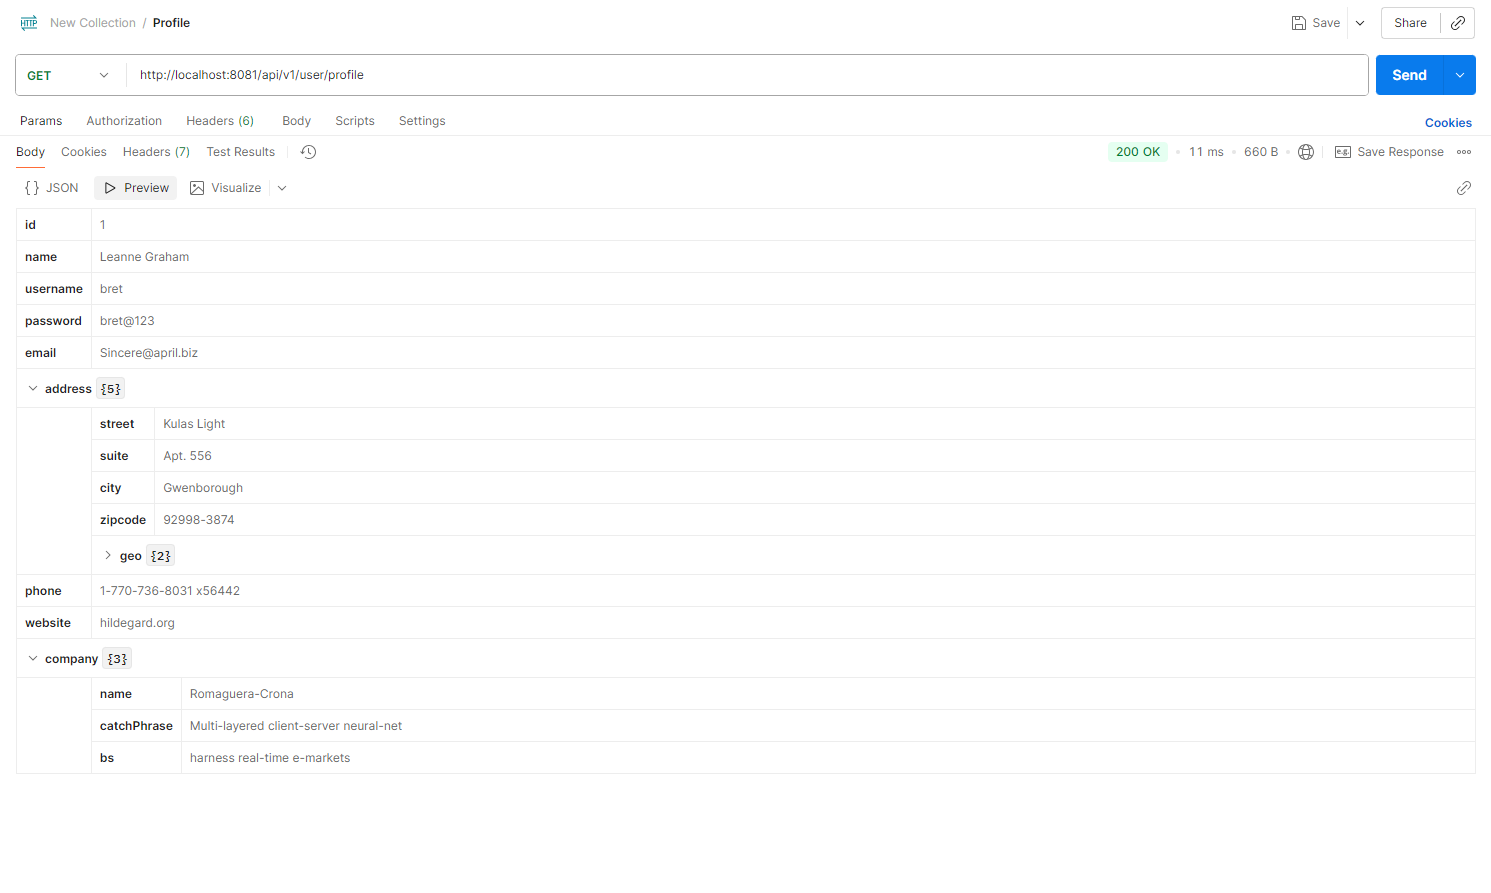 HTTP New Collection / Profile Save Share
GET http://localhost:8081/api/v1/user/profile Send
Params Authorization Headers (6) Body Scripts Settings Cookies
Body Cookies Headers (7) Test Results 200 OK 11 ms 660 B e.g. Save Response
{} JSON Preview Visualize
id 1
name Leanne Graham
username bret
password bret@123
email Sincere@april.biz
address {5}
street Kulas Light
suite Apt. 556
city Gwenborough
zipcode 92998-3874
geo {2}
phone 1-770-736-8031 x56442
website hildegard.org
company {3}
name Romaguera-Crona
catchPhrase Multi-layered client-server neural-net
bs harness real-time e-markets